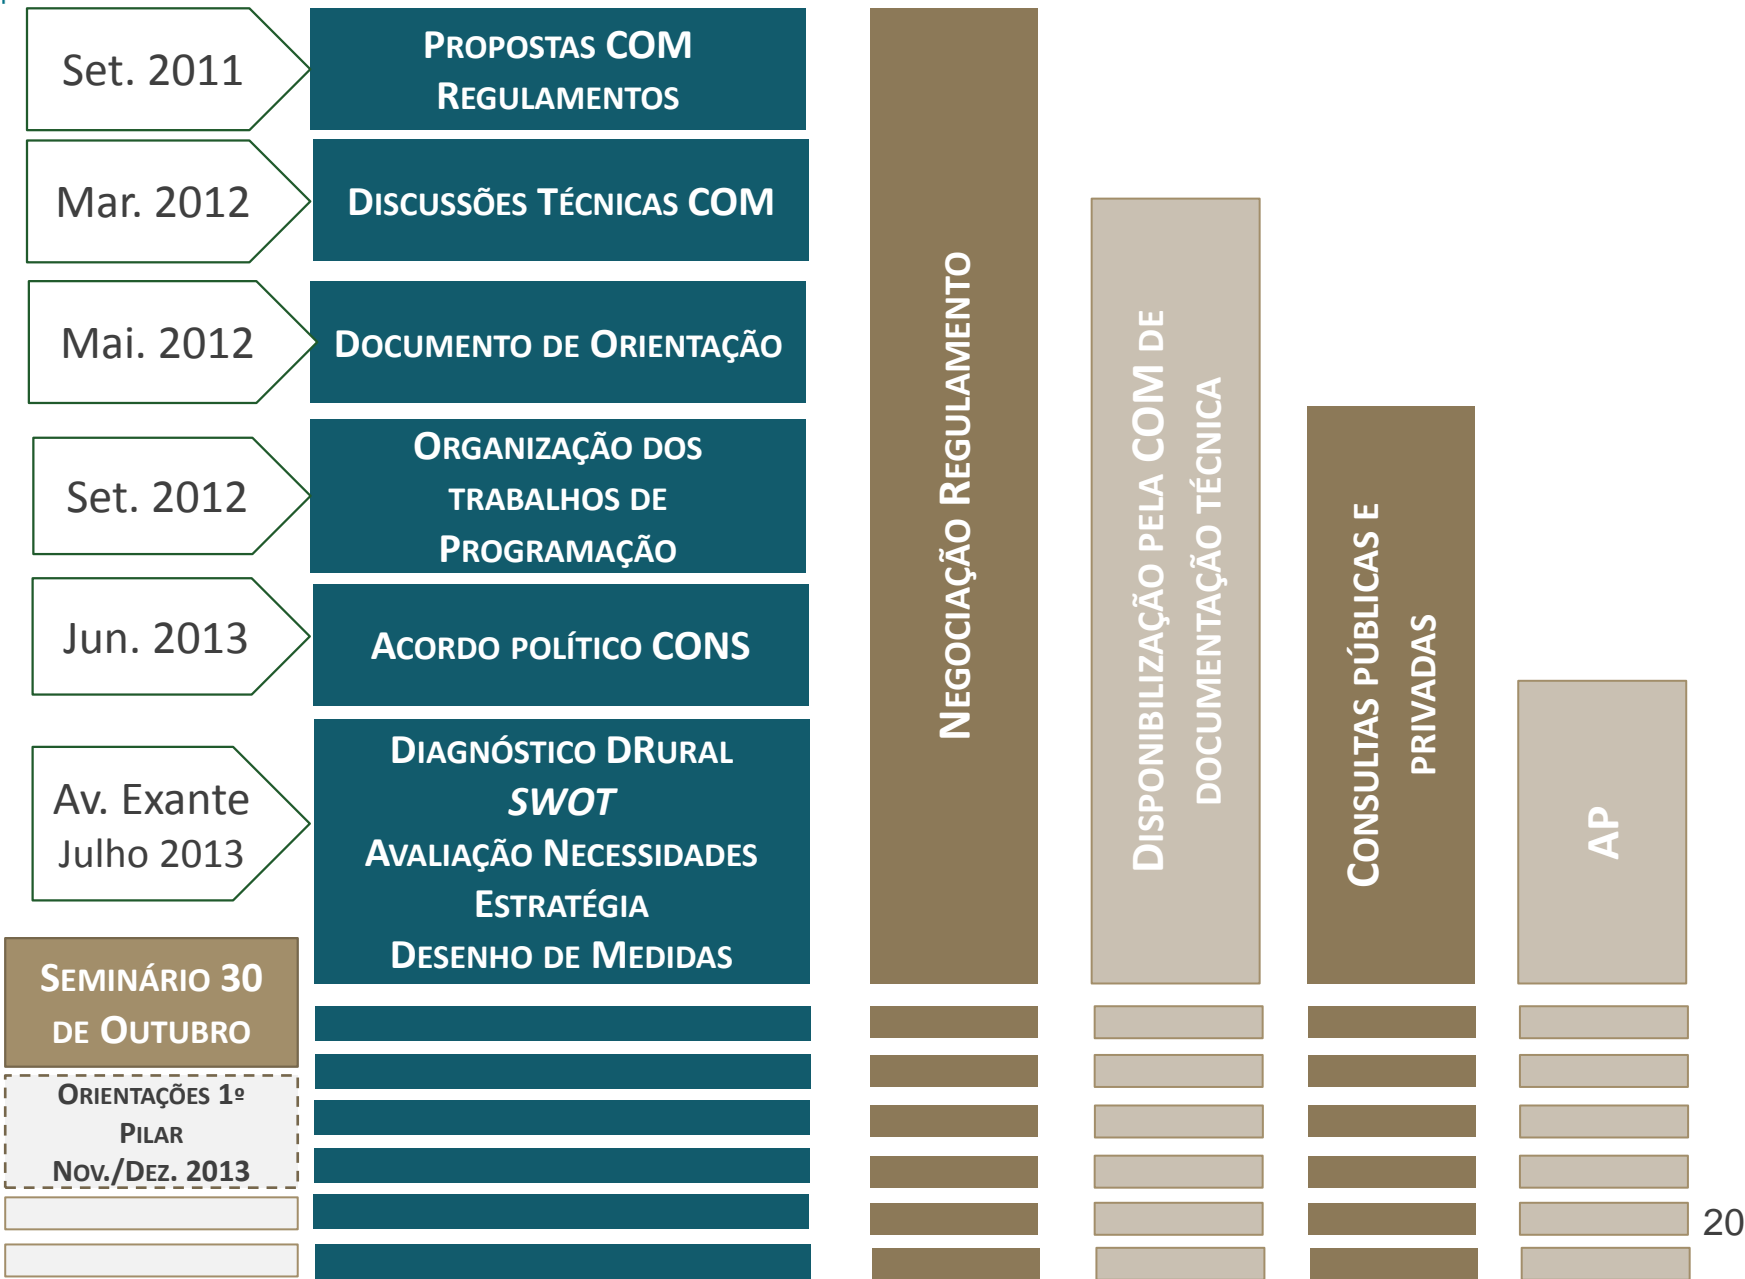 Set. 2011
PROPOSTAS COM
REGULAMENTOS
Mar. 2012
DISCUSSÕES TÉCNICAS COM
Mai. 2012
DOCUMENTO DE ORIENTAÇÃO
Set. 2012
ORGANIZAÇÃO DOS
TRABALHOS DE
PROGRAMAÇÃO
Jun. 2013
ACORDO POLÍTICO CONS
Av. Exante
Julho 2013
DIAGNÓSTICO DRURAL
SWOT
AVALIAÇÃO NECESSIDADES
ESTRATÉGIA
DESENHO DE MEDIDAS
SEMINÁRIO 30
DE OUTUBRO
ORIENTAÇÕES 1º
PILAR
NOV./DEZ. 2013
NEGOCIAÇÃO REGULAMENTO
DISPONIBILIZAÇÃO PELA COM DE
DOCUMENTAÇÃO TÉCNICA
CONSULTAS PÚBLICAS E
PRIVADAS
AP
20